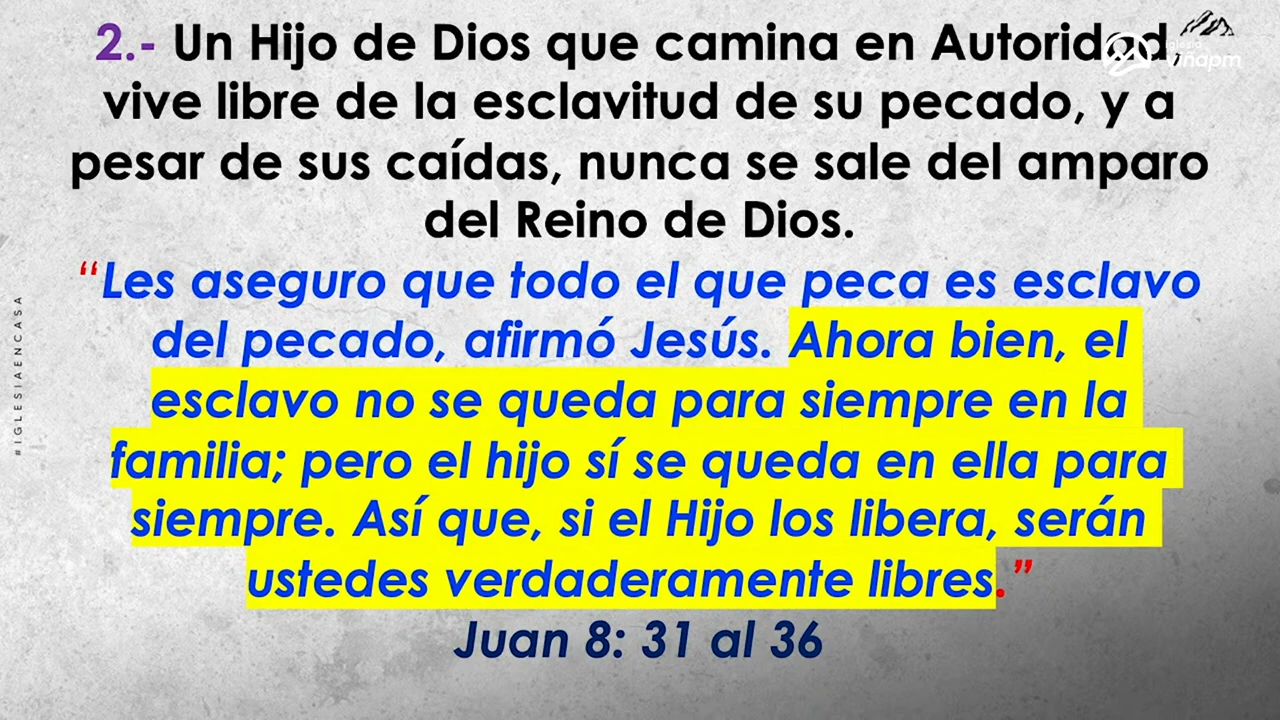 2.- Un Hijo de Dios que camina en Autoridad,
vive libre de la esclavitud de su pecado, y a
pesar de sus caídas, nunca se sale del amparo
del Reino de Dios.
“Les aseguro que todo el que peca es esclavo
del pecado, afirmó Jesús. Ahora bien, el
esclavo no se queda para siempre en la
familia; pero el hijo sí se queda en ella para
siempre. Así que, si el Hijo los libera, serán
ustedes verdaderamente libres.”
Juan 8: 31 al 36
#IGLESIAENCASA
Iglesia